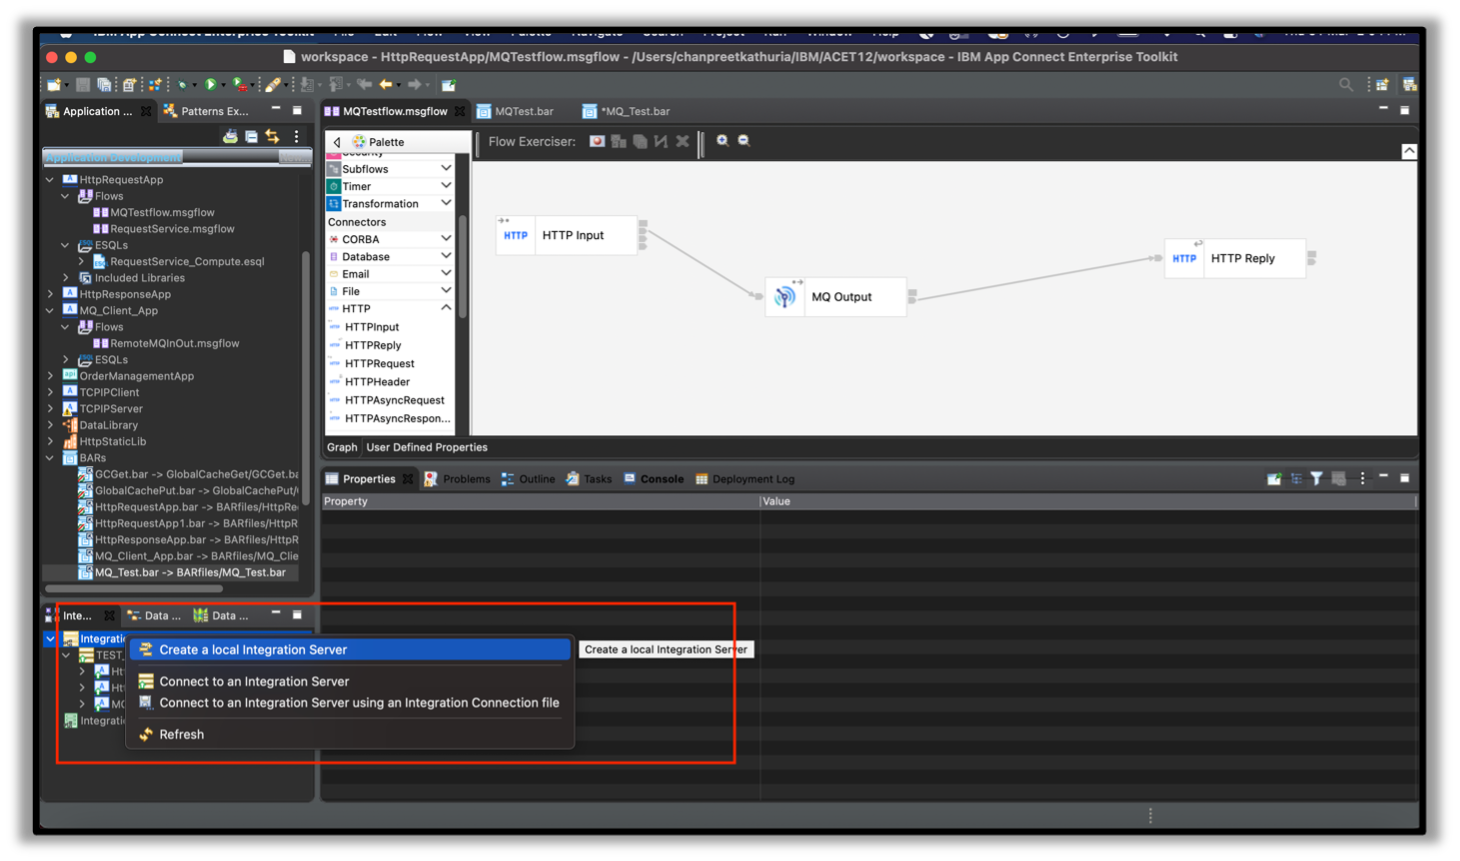 workspace - HttpRequestApp/MQTestflow.msgflow - /Users/chanpreetkathuria/IBM/ACET12/workspace - IBM App Connect Enterprise Toolkit
Application ...
Patterns Ex...
MQTestflow.msgflow
MQTest.bar
*MQ_Test.bar
Application Development
Palette
Flow Exerciser:
HttpRequestApp
Flows
MQTestflow.msgflow
RequestService.msgflow
ESQLs
RequestService_Compute.esql
Included Libraries
HttpResponseApp
MQ_Client_App
Flows
RemoteMQInOut.msgflow
ESQLs
OrderManagementApp
TCPIPClient
TCPIPServer
DataLibrary
HttpStaticLib
BARs
GCGet.bar -> GlobalCacheGet/GCGet.ba
GlobalCachePut.bar -> GlobalCachePut/
HttpRequestApp.bar -> BARfiles/HttpRe
HttpRequestApp1.bar -> BARfiles/HttpR
HttpResponseApp.bar -> BARfiles/HttpR
MQ_Client_App.bar -> BARfiles/MQ_Clie
MQ_Test.bar -> BARfiles/MQ_Test.bar
Security
Subflows
Timer
Transformation
Connectors
CORBA
Database
Email
File
HTTP
HTTPInput
HTTPReply
HTTPRequest
HTTPHeader
HTTPAsyncRequest
HTTPAsyncRespon...
HTTP
HTTP Input
MQ Output
HTTP
HTTP Reply
Graph
User Defined Properties
Properties
Problems
Outline
Tasks
Console
Deployment Log
Property
Value
Inte...
Data ...
Data ...
Integratio
TEST_
Ht
Ht
MC
Integrati
Create a local Integration Server
Connect to an Integration Server
Connect to an Integration Server using an Integration Connection file
Refresh
Create a local Integration Server